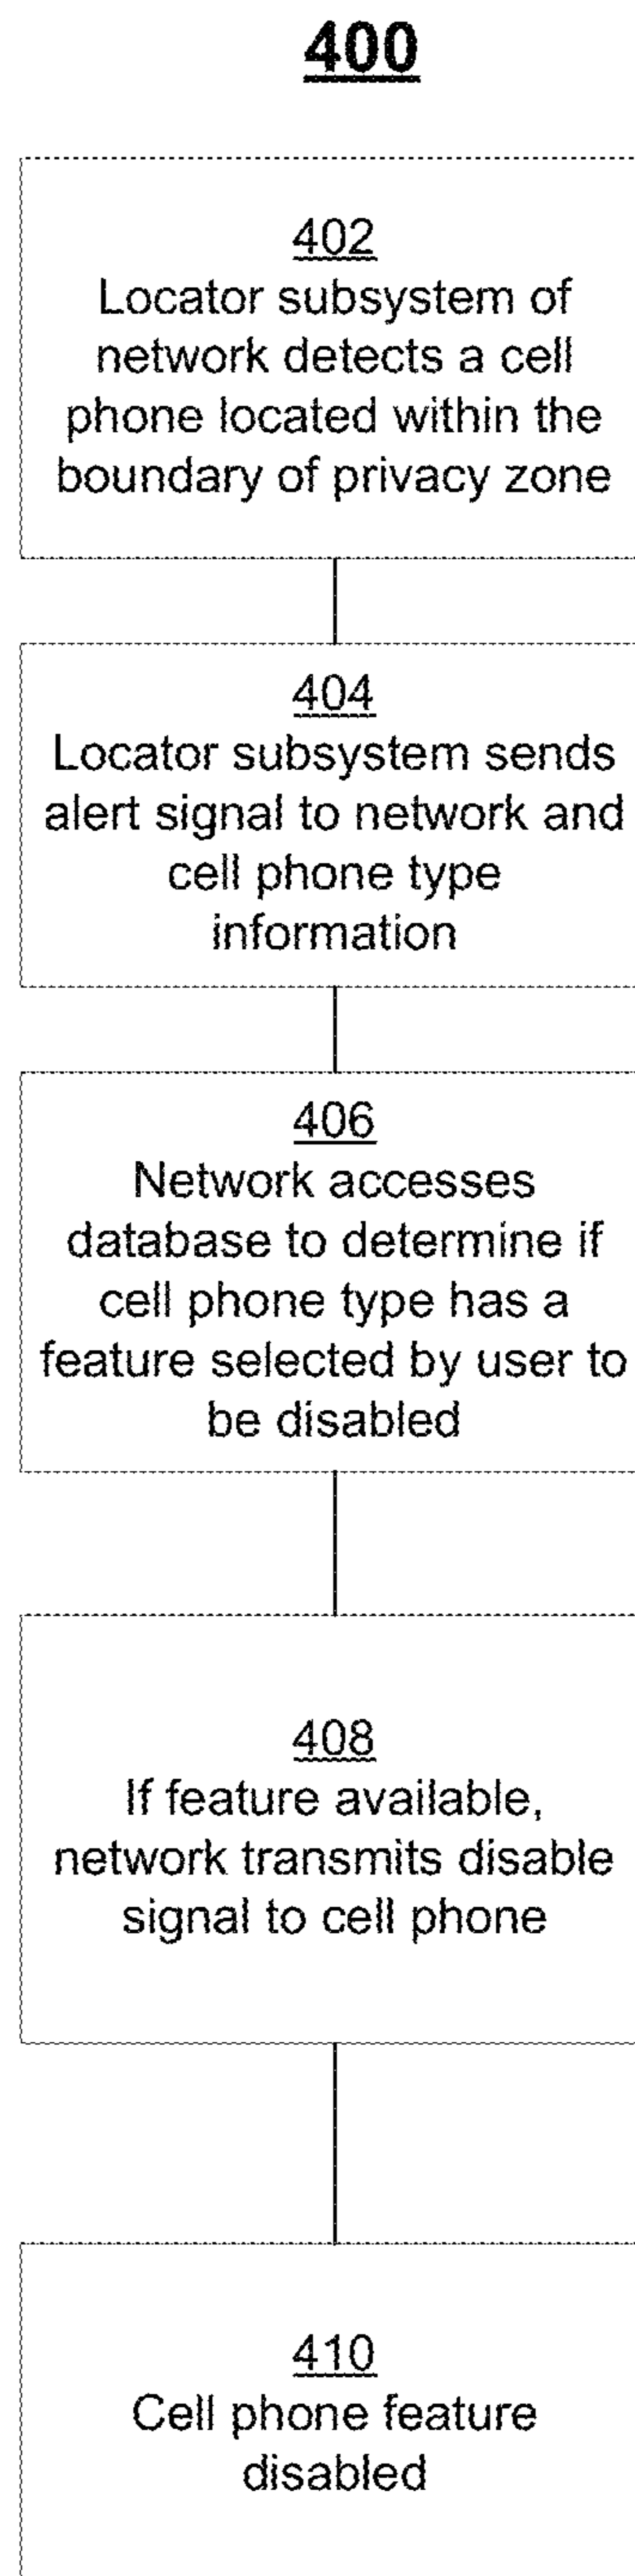 400
402
Locator subsystem of
network detects a cell
phone located within the
boundary of privacy zone
404
Locator subsystem sends
alert signal to network and
cell phone type
information
406
Network accesses
database to determine if
cell phone type has a
feature selected by user to
be disabled
408
If feature available,
network transmits disable
signal to cell phone
410
Cell phone feature
disabled